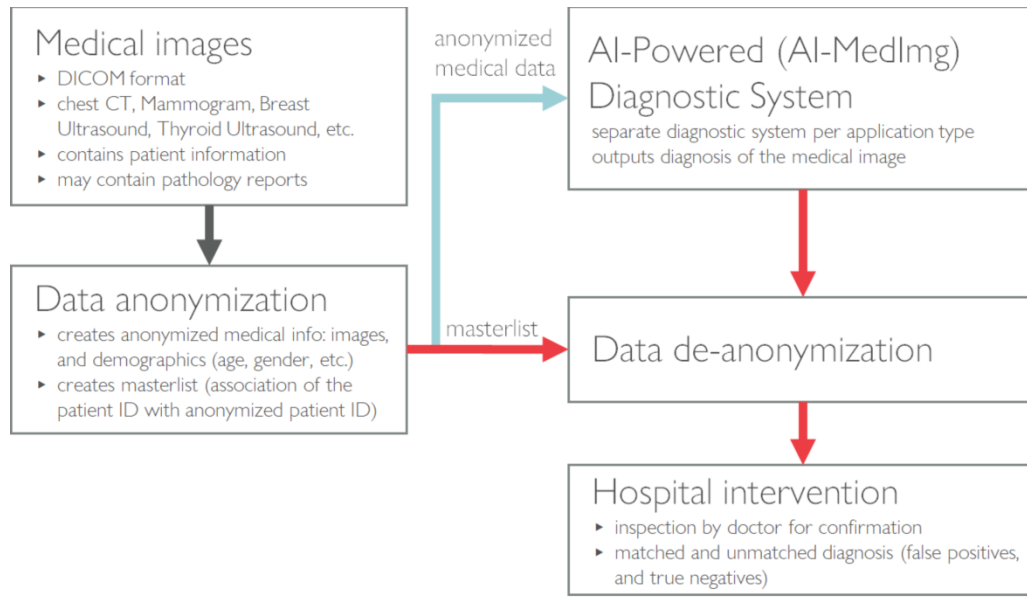 Medical images
▸ DICOM format
▸ chest CT, Mammogram, Breast
Ultrasound, Thyroid Ultrasound, etc.
▸ contains patient information
▸ may contain pathology reports
anonymized
medical data
AI-Powered (AI-MedImg)
Diagnostic System
separate diagnostic system per application type
outputs diagnosis of the medical image
Data anonymization
▸ creates anonymized medical info: images,
and demographics (age, gender, etc.)
▸ creates masterlist (association of the
patient ID with anonymized patient ID)
masterlist
Data de-anonymization
Hospital intervention
▸ inspection by doctor for confirmation
▸ matched and unmatched diagnosis (false positives,
and true negatives)